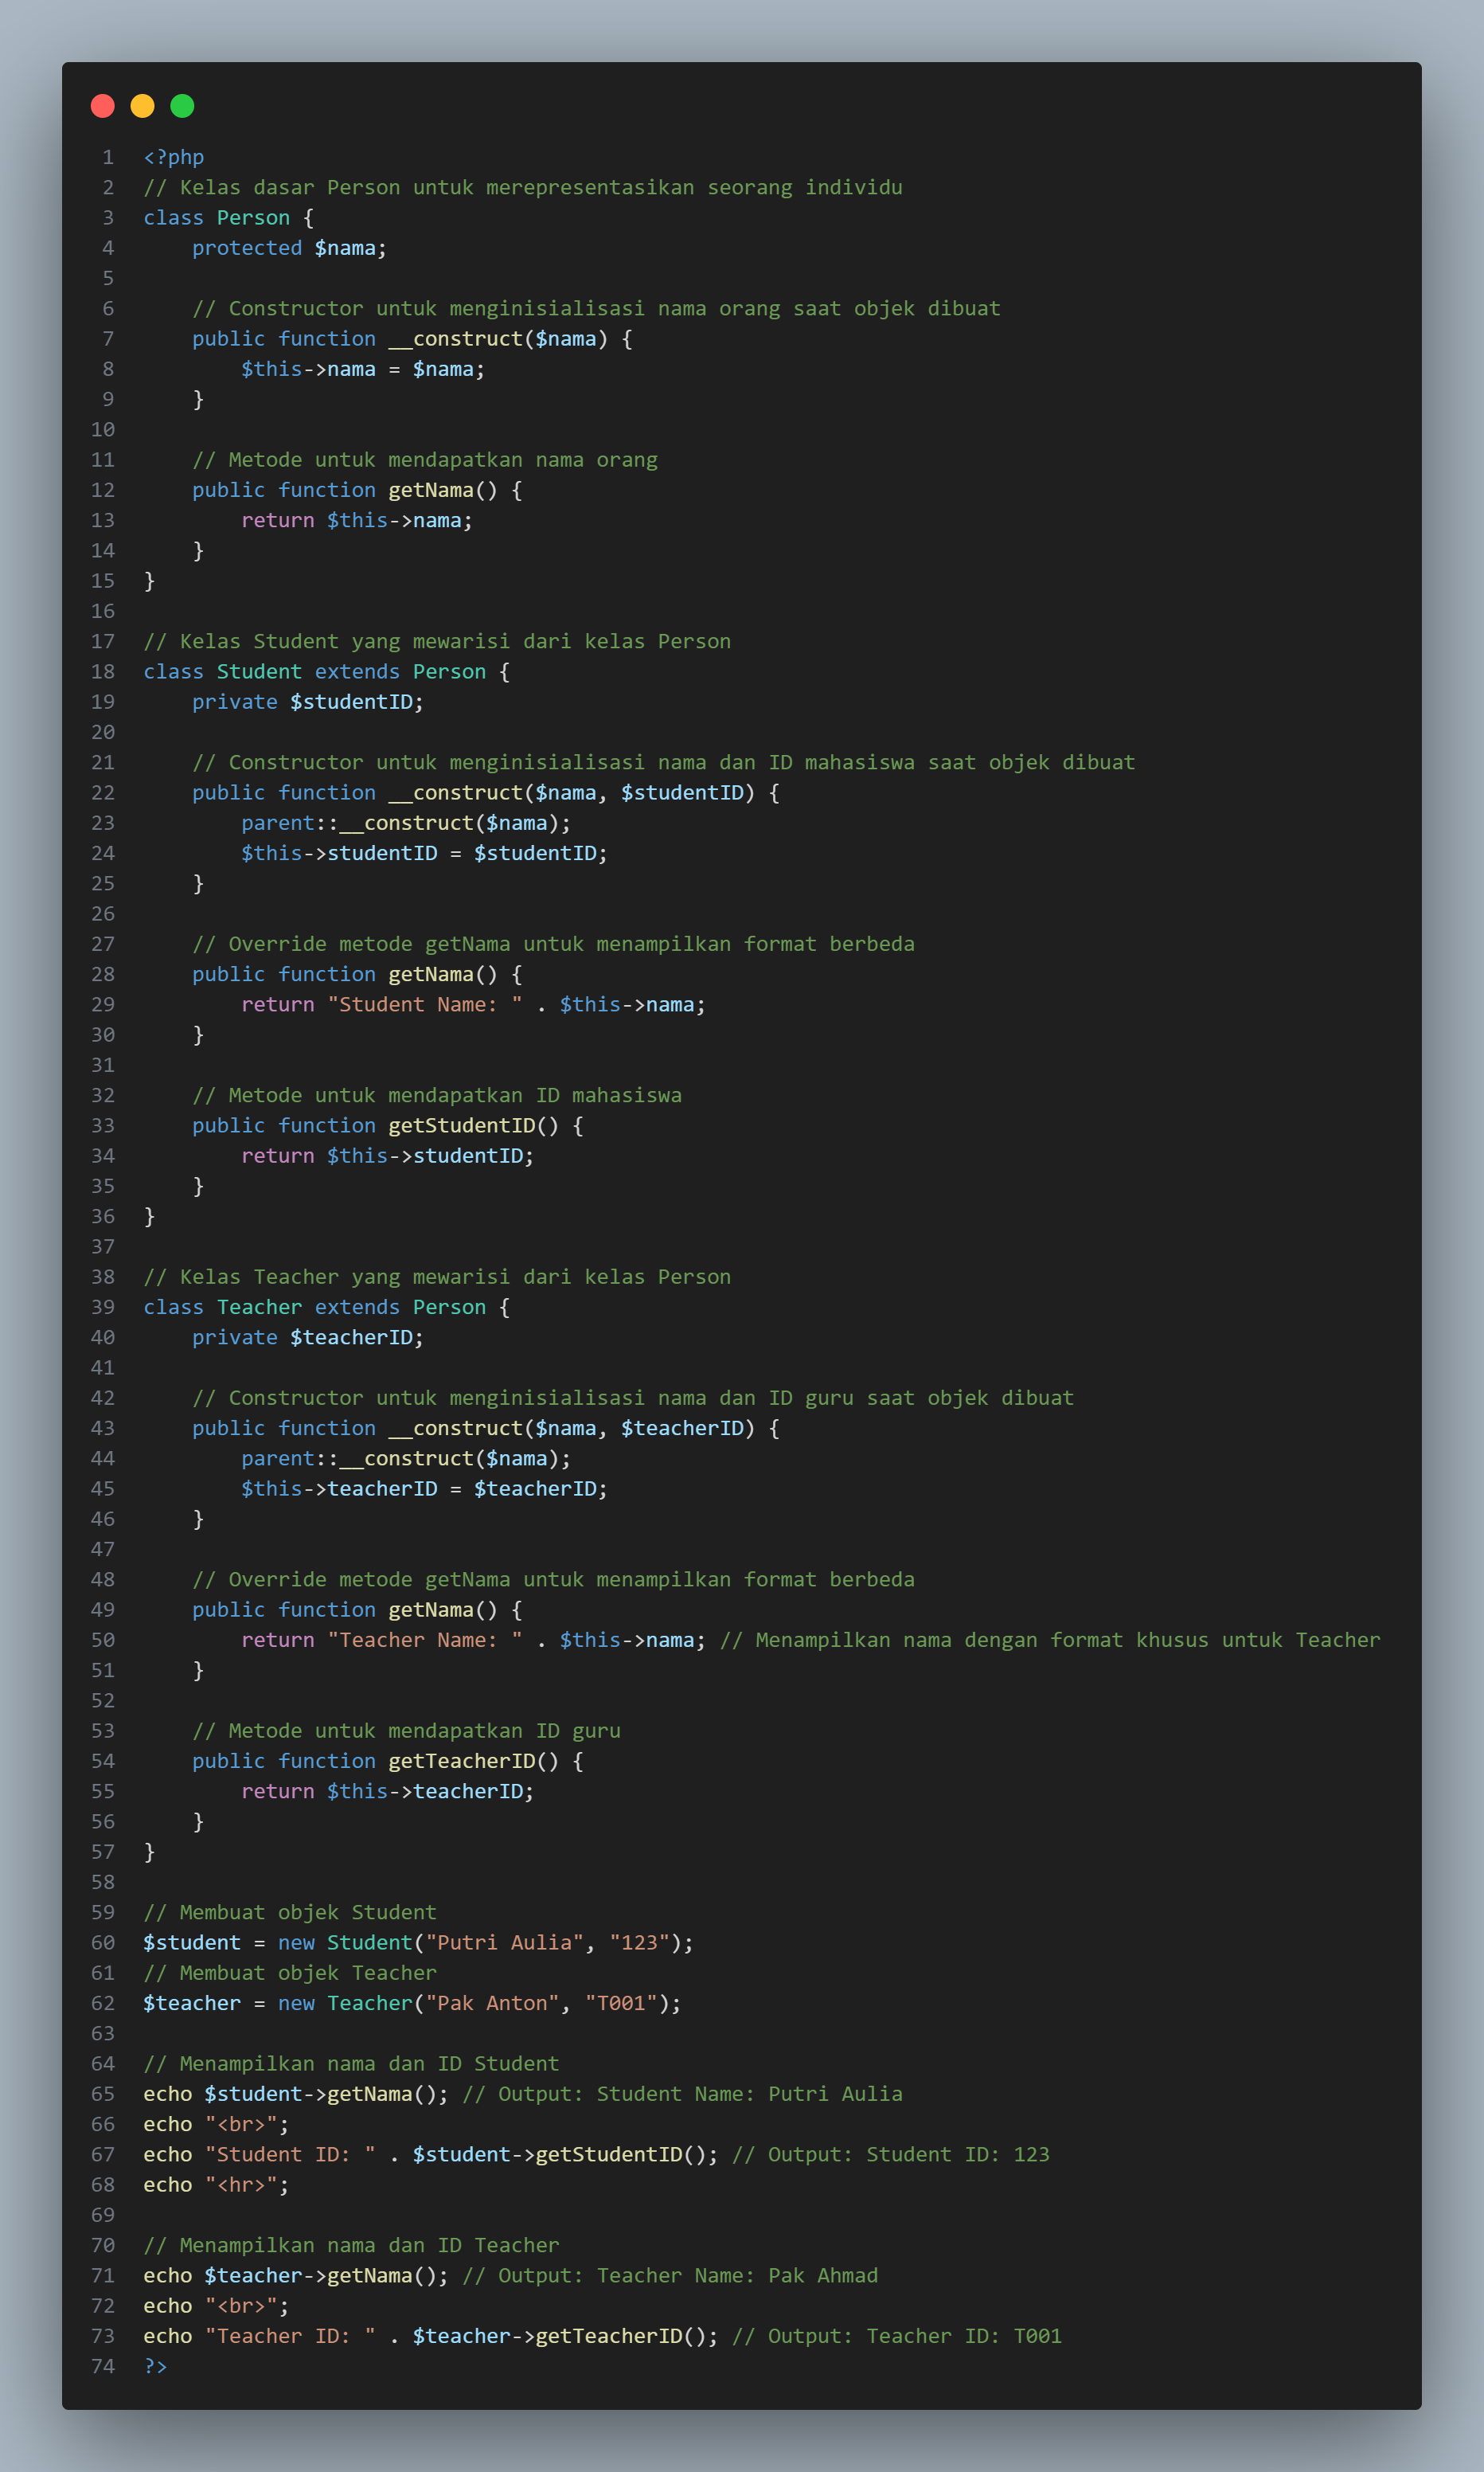 1 <?php
2 // Kelas dasar Person untuk merepresentasikan seorang individu
3 class Person {
4     protected $nama;
5
6     // Constructor untuk menginisialisasi nama orang saat objek dibuat
7     public function __construct($nama) {
8         $this->nama = $nama;
9     }
10
11     // Metode untuk mendapatkan nama orang
12     public function getNama() {
13         return $this->nama;
14     }
15 }
16
17 // Kelas Student yang mewarisi dari kelas Person
18 class Student extends Person {
19     private $studentID;
20
21     // Constructor untuk menginisialisasi nama dan ID mahasiswa saat objek dibuat
22     public function __construct($nama, $studentID) {
23         parent::__construct($nama);
24         $this->studentID = $studentID;
25     }
26
27     // Override metode getNama untuk menampilkan format berbeda
28     public function getNama() {
29         return "Student Name: " . $this->nama;
30     }
31
32     // Metode untuk mendapatkan ID mahasiswa
33     public function getStudentID() {
34         return $this->studentID;
35     }
36 }
37
38 // Kelas Teacher yang mewarisi dari kelas Person
39 class Teacher extends Person {
40     private $teacherID;
41
42     // Constructor untuk menginisialisasi nama dan ID guru saat objek dibuat
43     public function __construct($nama, $teacherID) {
44         parent::__construct($nama);
45         $this->teacherID = $teacherID;
46     }
47
48     // Override metode getNama untuk menampilkan format berbeda
49     public function getNama() {
50         return "Teacher Name: " . $this->nama; // Menampilkan nama dengan format khusus untuk Teacher
51     }
52
53     // Metode untuk mendapatkan ID guru
54     public function getTeacherID() {
55         return $this->teacherID;
56     }
57 }
58
59 // Membuat objek Student
60 $student = new Student("Putri Aulia", "123");
61 // Membuat objek Teacher
62 $teacher = new Teacher("Pak Anton", "T001");
63
64 // Menampilkan nama dan ID Student
65 echo $student->getNama(); // Output: Student Name: Putri Aulia
66 echo "<br>";
67 echo "Student ID: " . $student->getStudentID(); // Output: Student ID: 123
68 echo "<hr>";
69
70 // Menampilkan nama dan ID Teacher
71 echo $teacher->getNama(); // Output: Teacher Name: Pak Ahmad
72 echo "<br>";
73 echo "Teacher ID: " . $teacher->getTeacherID(); // Output: Teacher ID: T001
74 ?>